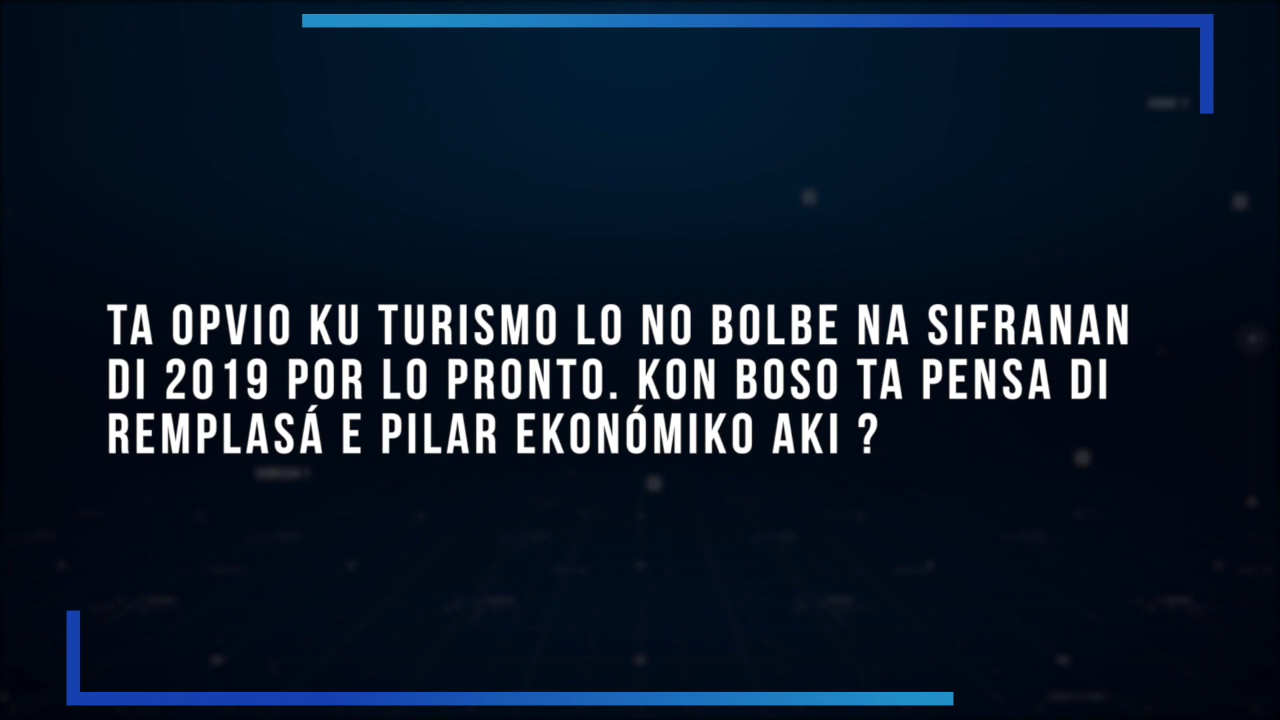 TA OPVIO KU TURISMO LO NO BOLBE NA SIFRANAN
DI 2019 POR LO PRONTO. KON BOSO TA PENSA DI
REMPLASÁ E PILAR EKONÓMIKO AKI ?